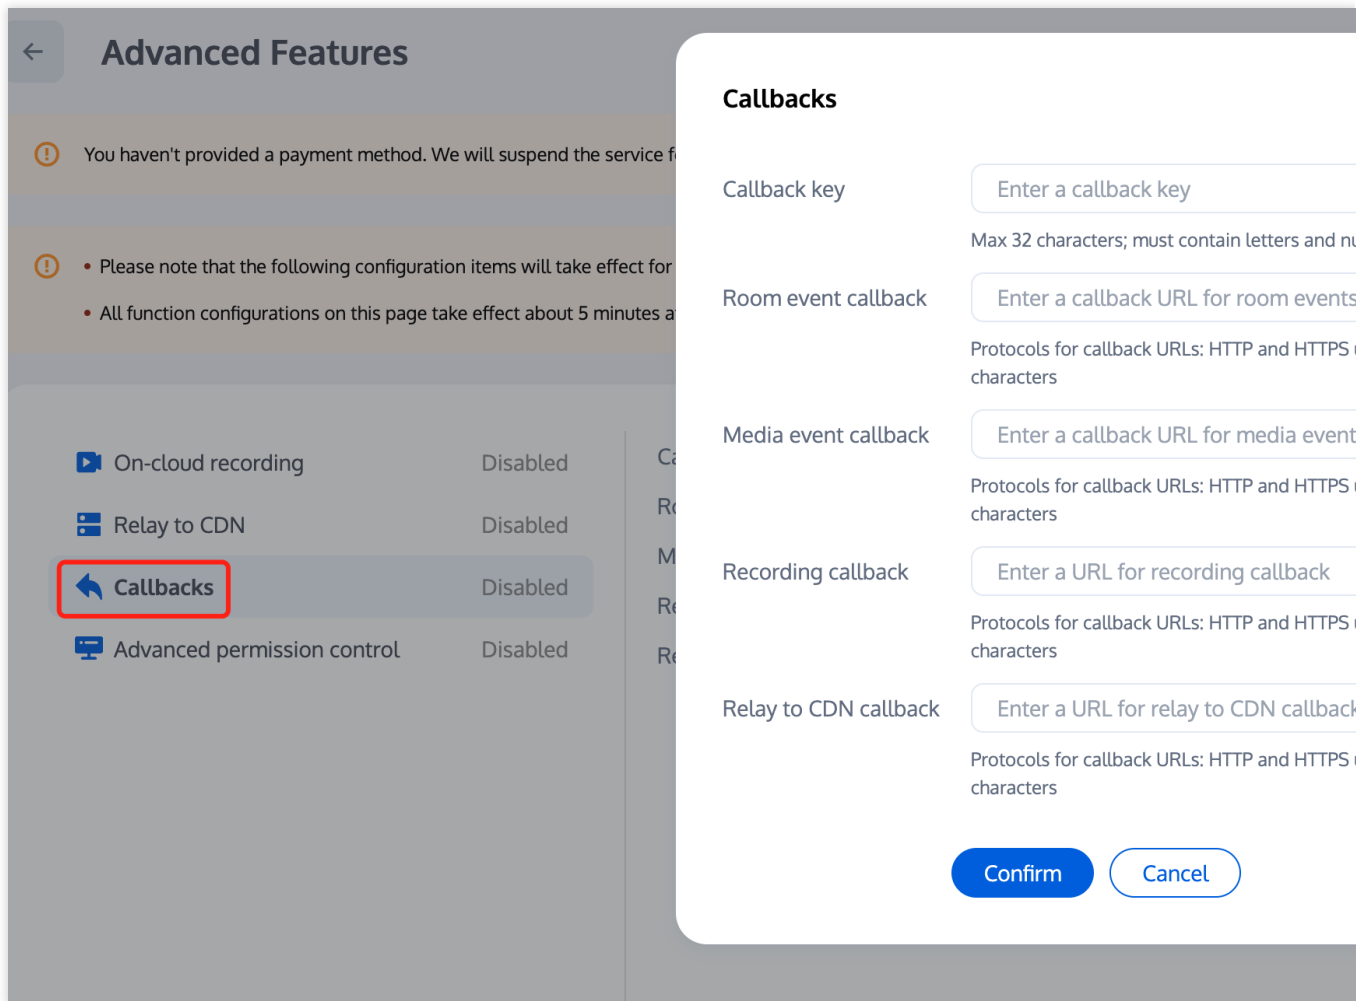 Advanced Features
You haven't provided a payment method. We will suspend the service
• Please note that the following configuration items will take effect for
• All function configurations on this page take effect about 5 minutes
On-cloud recording Disabled
Relay to CDN Disabled
Callbacks Disabled
Advanced permission control Disabled
Callbacks
Callback key
Enter a callback key
Max 32 characters; must contain letters and
Room event callback
Enter a callback URL for room events
Protocols for callback URLs: HTTP and HTTPS
characters
Media event callback
Enter a callback URL for media event
Protocols for callback URLs: HTTP and HTTPS
characters
Recording callback
Enter a URL for recording callback
Protocols for callback URLs: HTTP and HTTPS
characters
Relay to CDN callback
Enter a URL for relay to CDN callback
Protocols for callback URLs: HTTP and HTTPS
characters
Confirm
Cancel